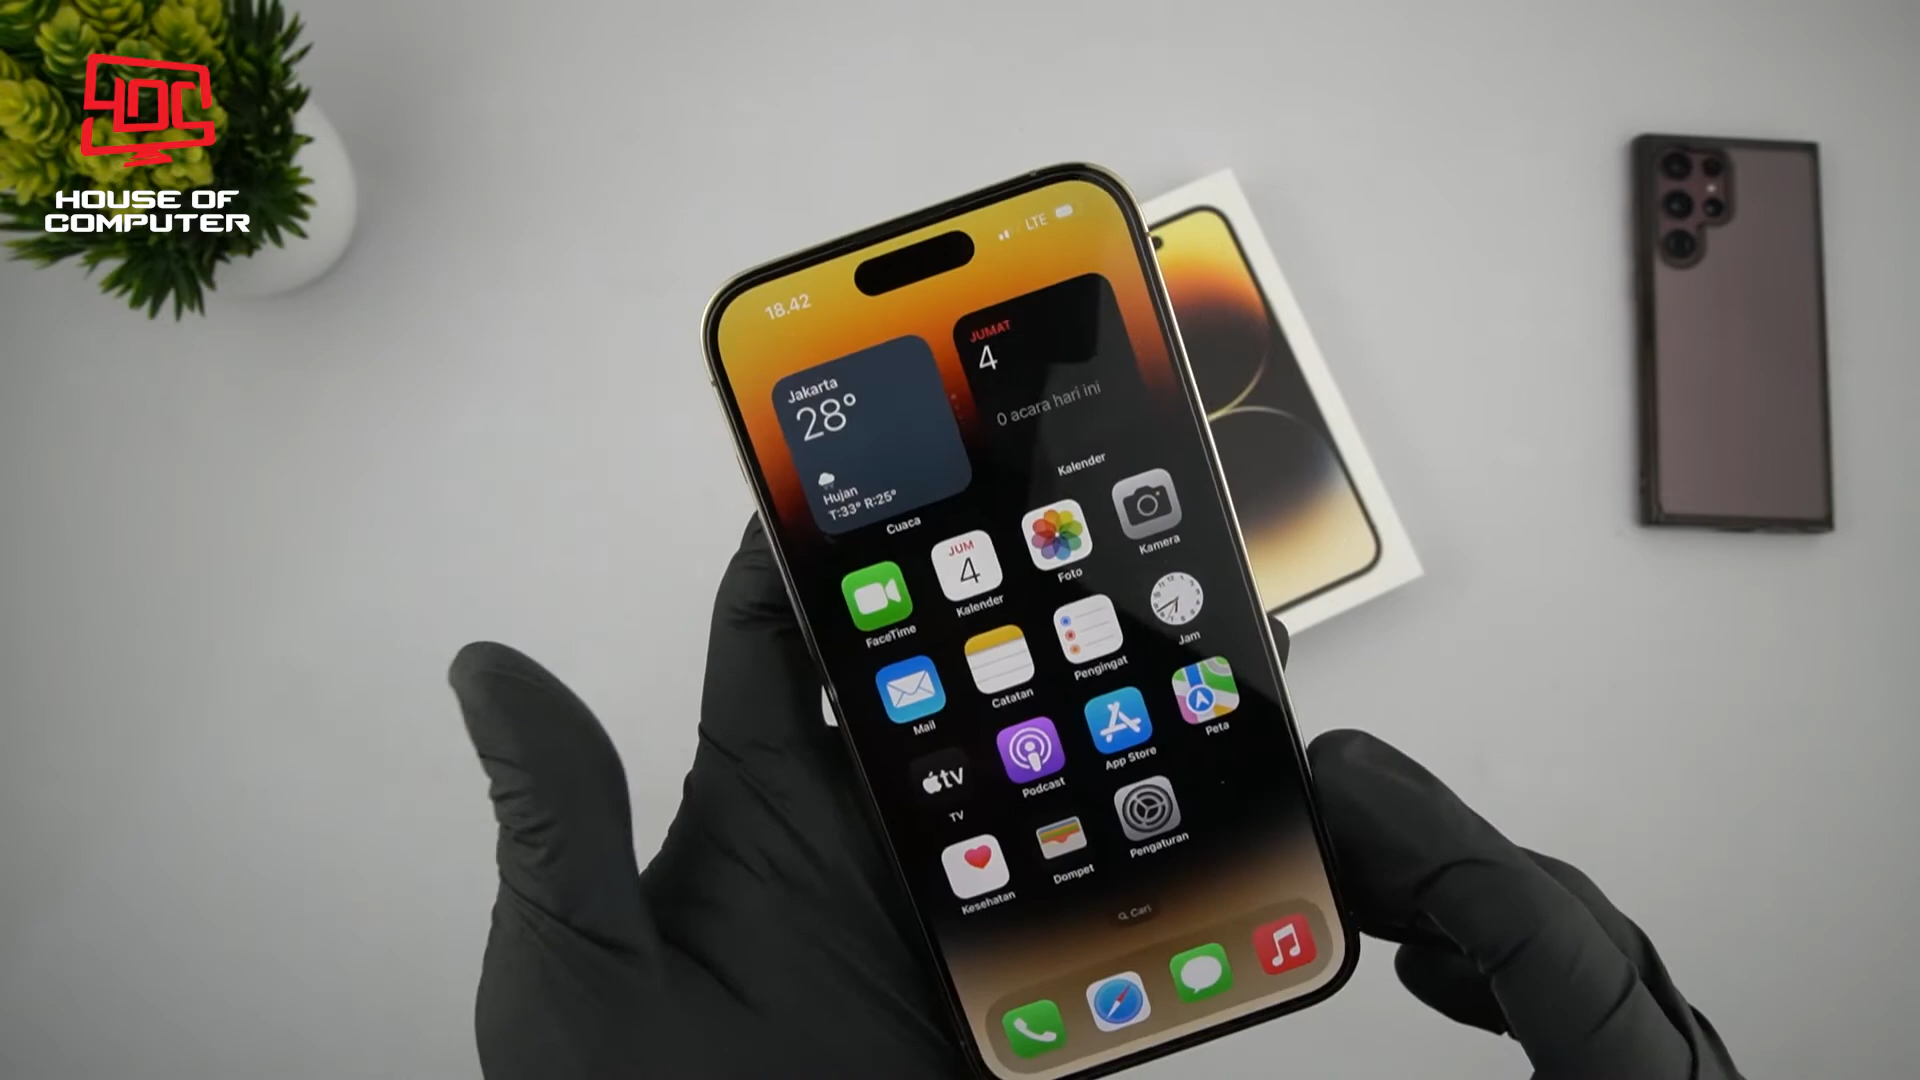 HOUSE OF
COMPUTER
18.42
LTE
Jakarta
28°
Hujan
T:33° R:25°
Cuaca
JUMAT
4
0 acara hari ini
Kalender
FaceTime
JUM
4
Kalender
Foto
Kamera
Mail
Catatan
Pengingat
Jam
tv
TV
Podcast
App Store
Peta
Kesehatan
Dompet
Pengaturan
Cari